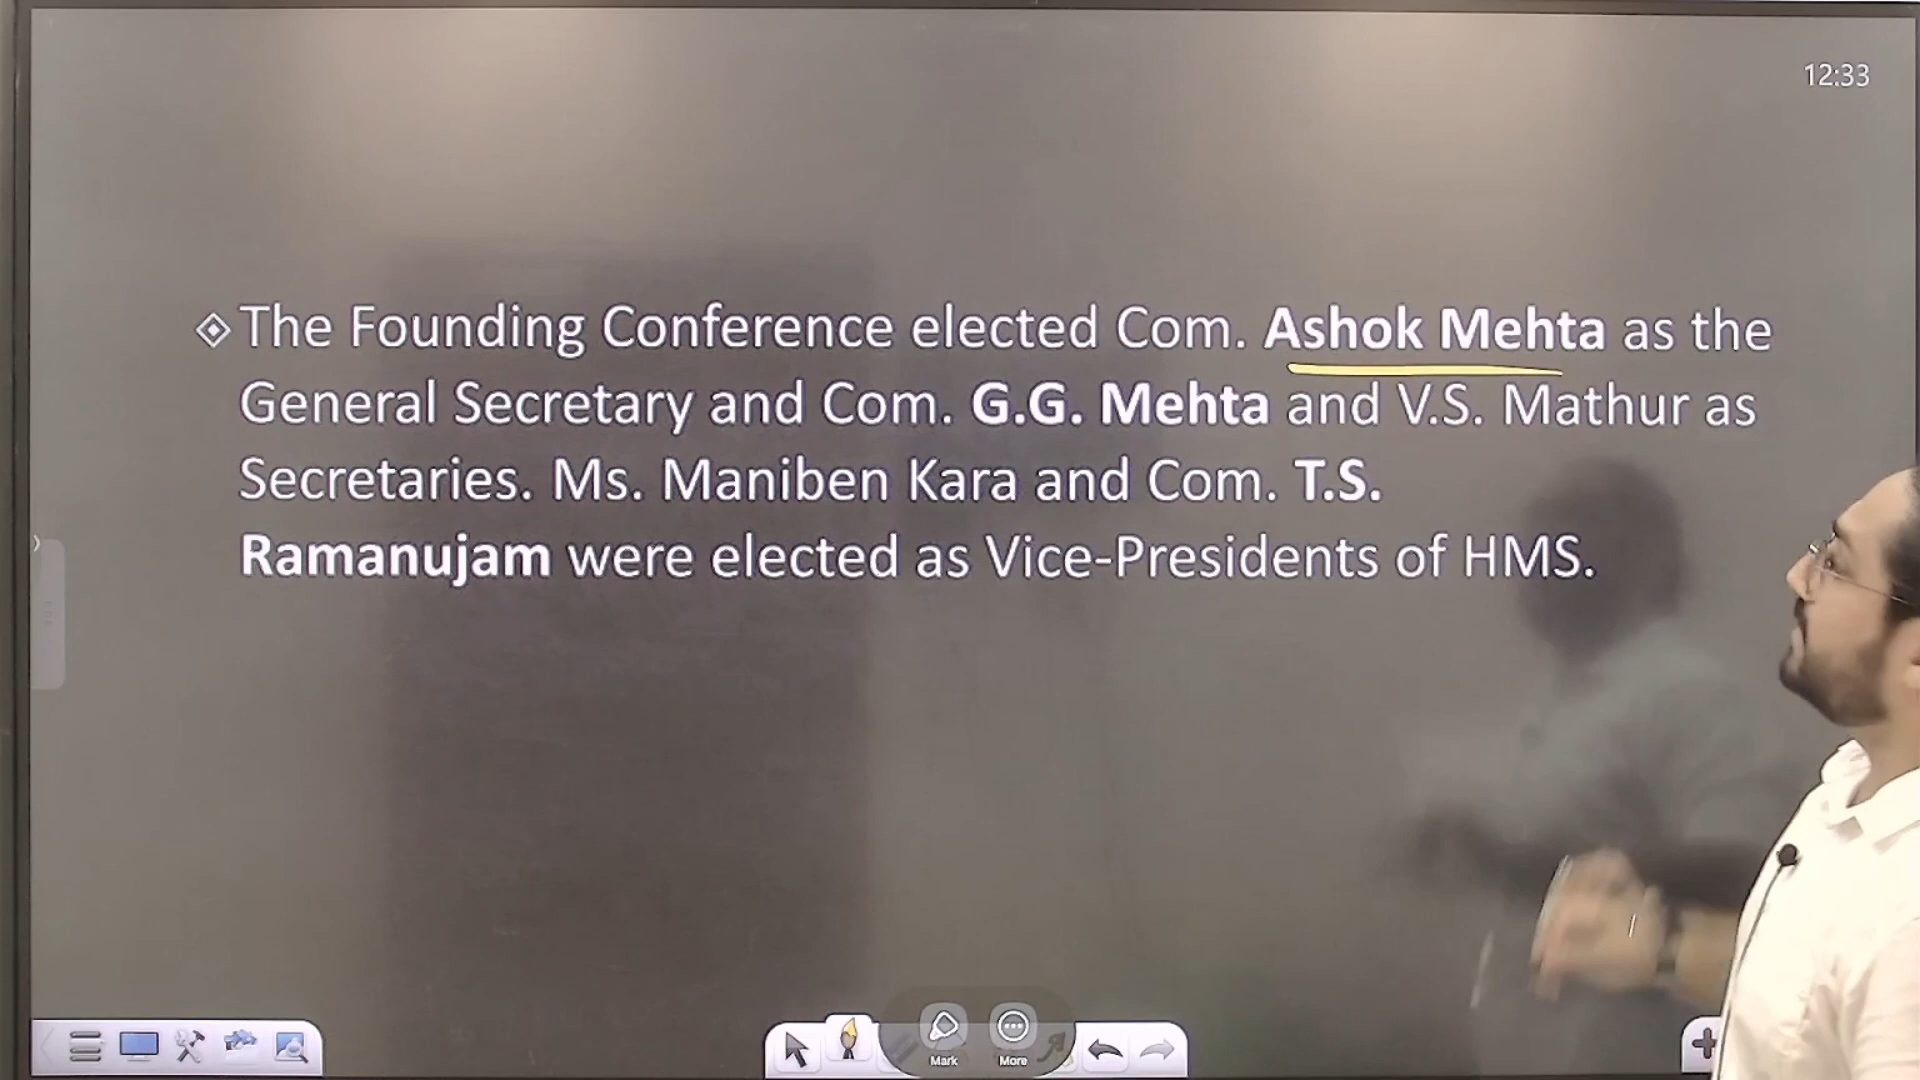 12:33
The Founding Conference elected Com. Ashok Mehta as the
General Secretary and Com. G.G. Mehta and V.S. Mathur as
Secretaries. Ms. Maniben Kara and Com. T.S.
Ramanujam were elected as Vice-Presidents of HMS.
Mark
More